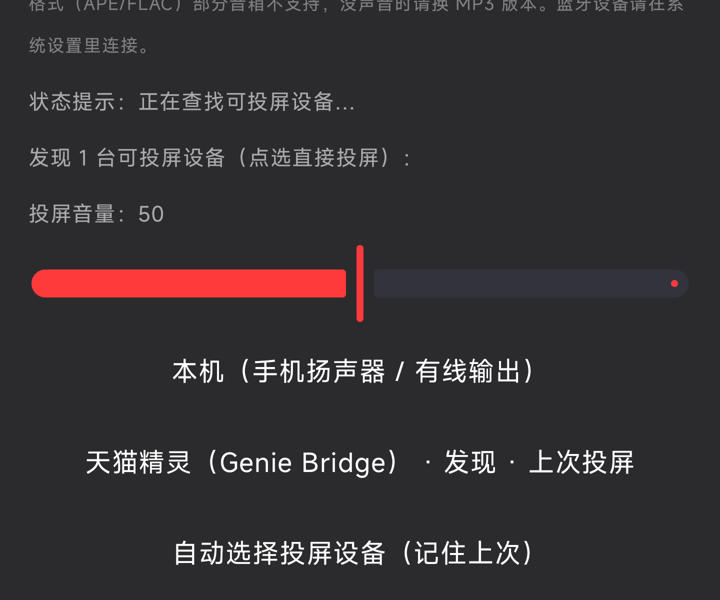 格式（APE/FLAC）部分音箱不支持，没声音时请换 MP3 版本。蓝牙设备请在系
统设置里连接。
状态提示：正在查找可投屏设备...
发现 1 台可投屏设备（点选直接投屏）：
投屏音量：50
本机（手机扬声器 / 有线输出）
天猫精灵（Genie Bridge） · 发现 · 上次投屏
自动选择投屏设备（记住上次）